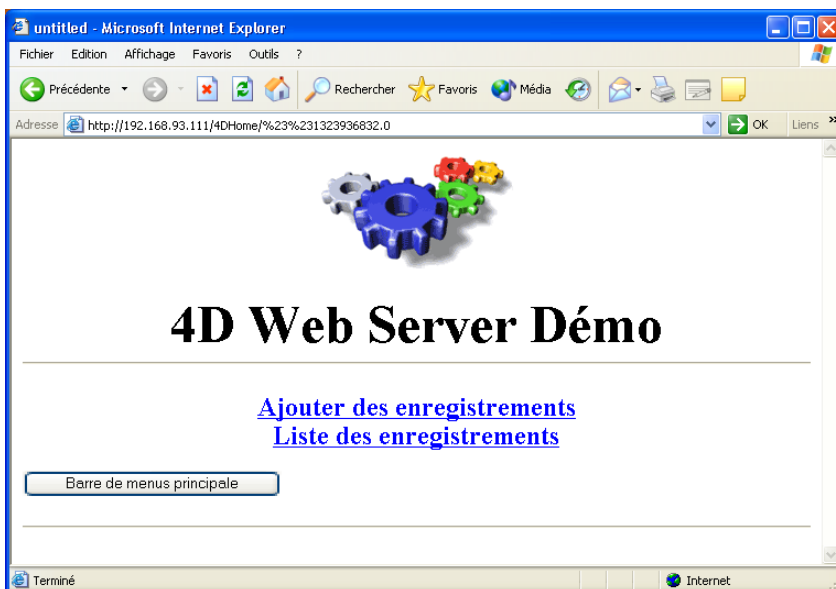 untitled - Microsoft Internet Explorer
Fichier Edition Affichage Favoris Outils ?
Précédente Rechercher Favoris Média
Adresse http://192.168.93.111/4DHome/%23%231323936832.0 OK Liens »
4D Web Server Démo
Ajouter des enregistrements
Liste des enregistrements
Barre de menus principale
Terminé Internet